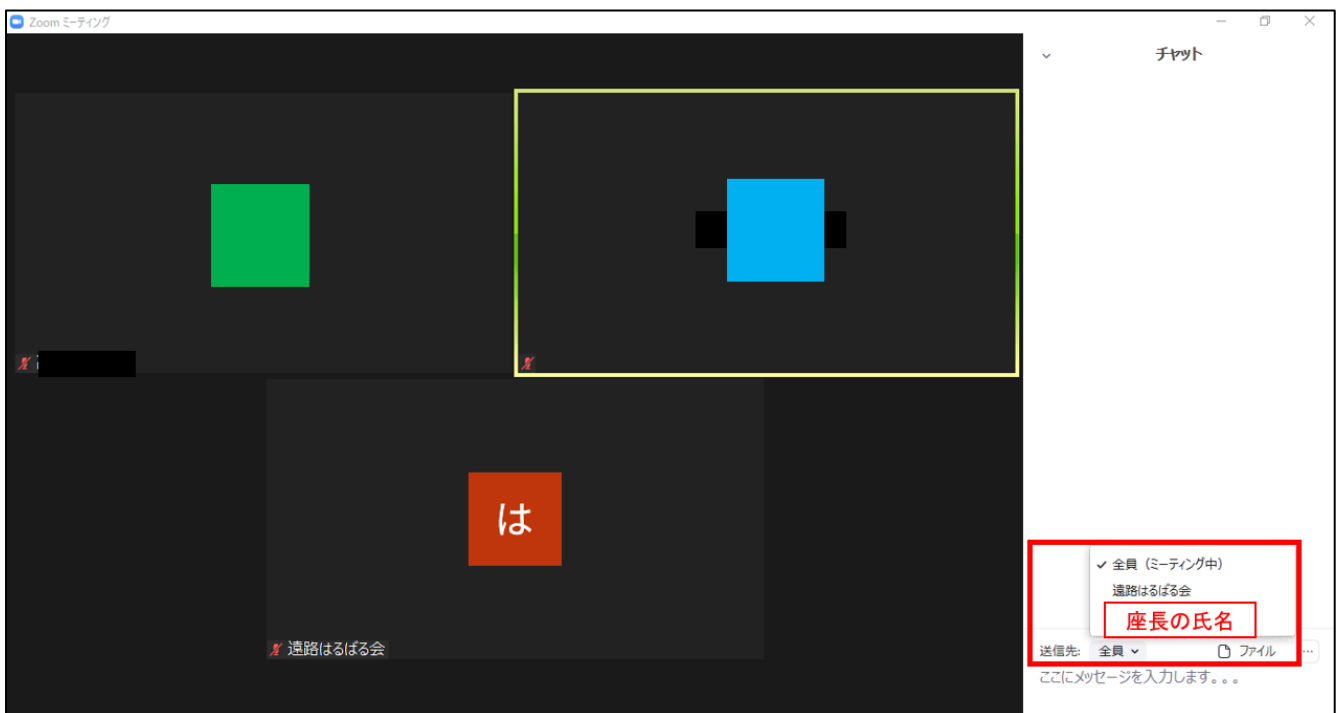 Zoom ミーティング
チャット
は
遠路はるばる会
全員（ミーティング中）
遠路はるばる会
座長の氏名
送信先: 全員
ファイル
ここにメッセージを入力します。。。